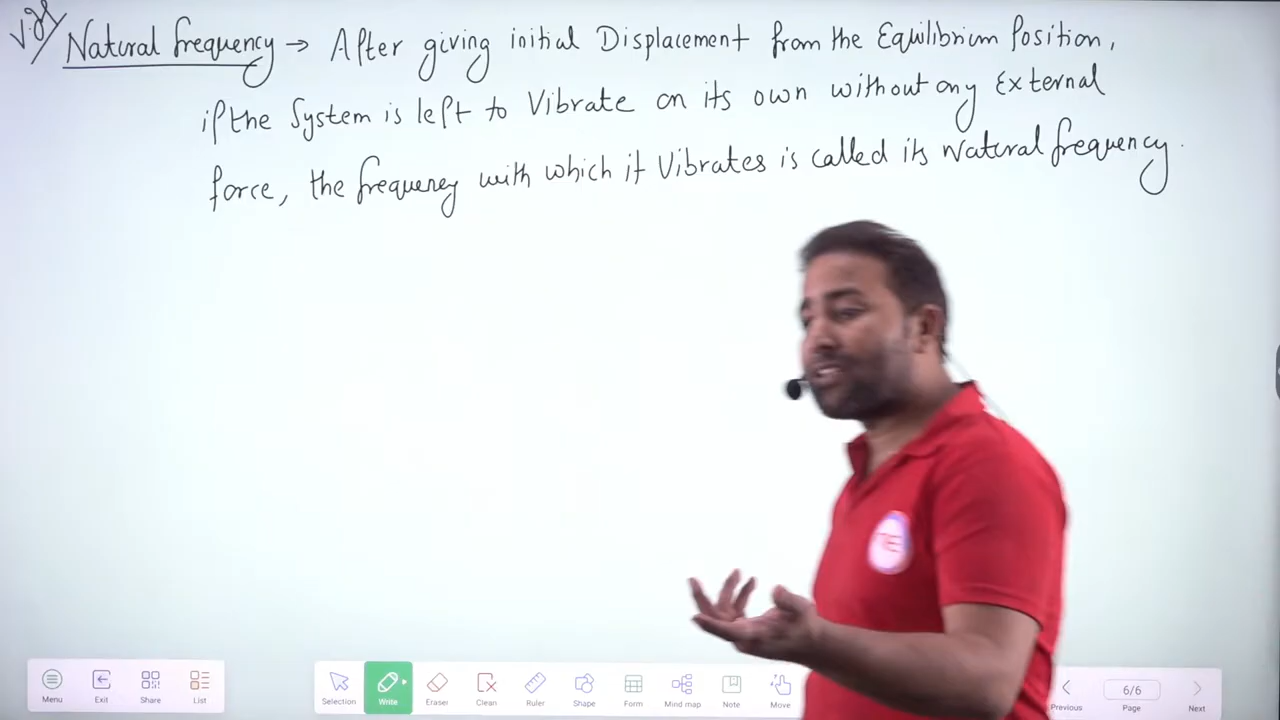 V.Ig
Natural frequency → After giving initial Displacement from the Equilibrium Position,
if the System is left to Vibrate on its own without any External
force, the frequency with which it Vibrates is called its Natural frequency.
Menu Exit Share List Selection Write Eraser Clean Ruler Shape Form Mind map Note Move Previous 6/6 Page Next